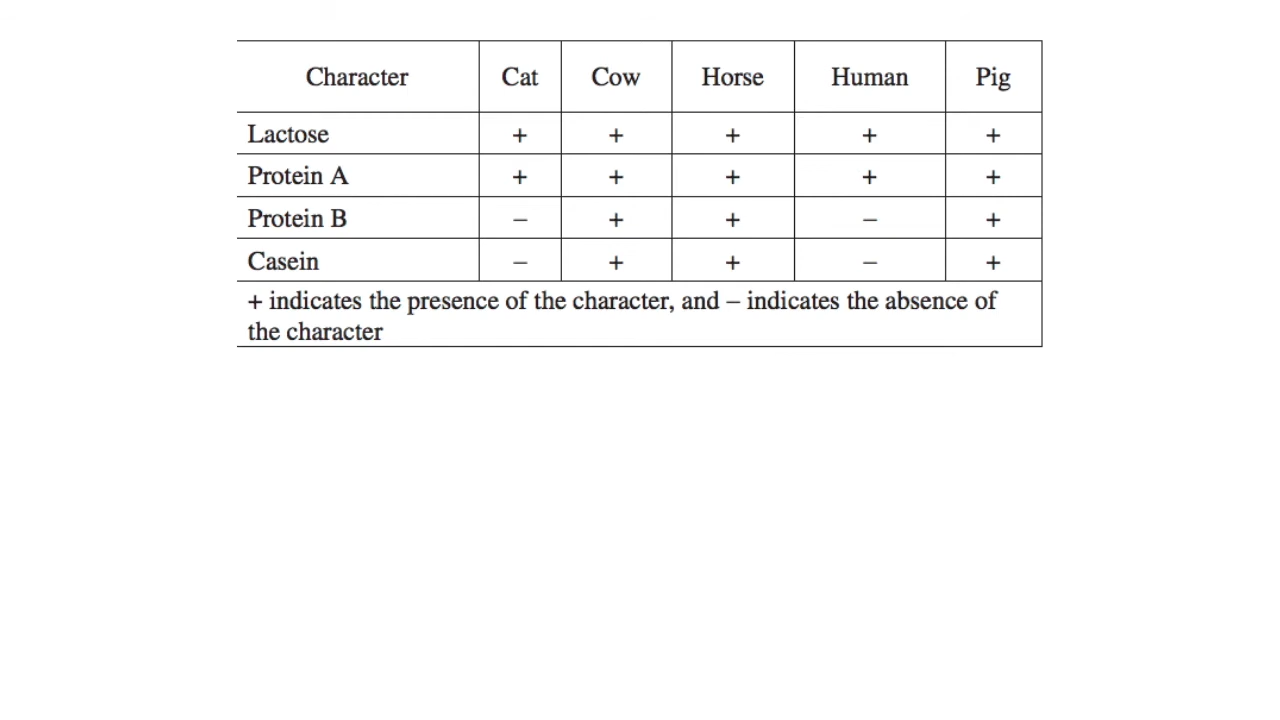 Character Cat Cow Horse Human Pig
Lactose + + + + +
Protein A + + + + +
Protein B – + + – +
Casein – + + – +
+ indicates the presence of the character, and – indicates the absence of
the character